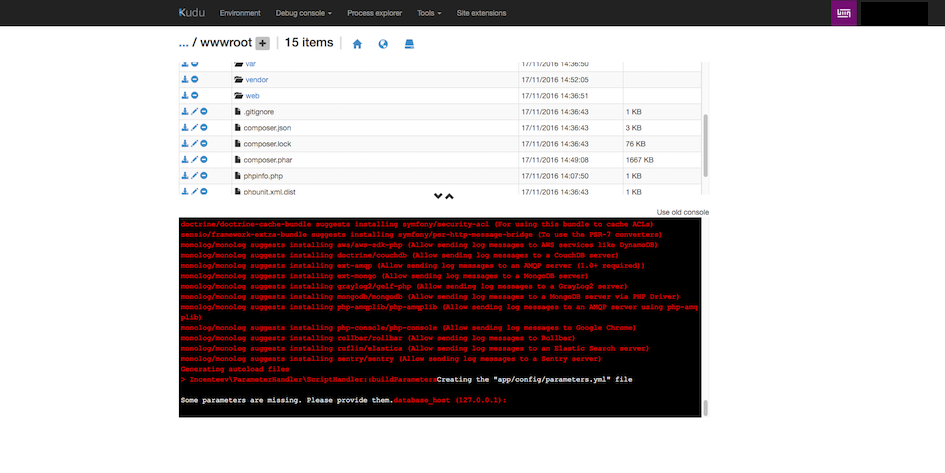 Kudu Environment Debug console Process explorer Tools Site extensions
... / wwwroot + 15 items
var 17/11/2016 14:36:50
vendor 17/11/2016 14:52:05
web 17/11/2016 14:36:51
.gitignore 17/11/2016 14:36:43 1 KB
composer.json 17/11/2016 14:36:43 3 KB
composer.lock 17/11/2016 14:36:43 76 KB
composer.phar 17/11/2016 14:49:08 1667 KB
phpinfo.php 17/11/2016 14:07:50 1 KB
phpunit.xml.dist 17/11/2016 14:36:43 1 KB
Use old console
doctrine/doctrine-cache-bundle suggests installing symfony/security-acl (For using this bundle to cache ACLs)
sensio/framework-extra-bundle suggests installing symfony/psr-http-message-bridge (To use the PSR-7 converters)
monolog/monolog suggests installing aws/aws-sdk-php (Allow sending log messages to AWS services like DynamoDB)
monolog/monolog suggests installing doctrine/couchdb (Allow sending log messages to a CouchDB server)
monolog/monolog suggests installing ext-amqp (Allow sending log messages to an AMQP server (1.0+ required))
monolog/monolog suggests installing ext-mongo (Allow sending log messages to a MongoDB server)
monolog/monolog suggests installing graylog2/gelf-php (Allow sending log messages to a GrayLog2 server)
monolog/monolog suggests installing mongodb/mongodb (Allow sending log messages to a MongoDB server via PHP Driver)
monolog/monolog suggests installing php-amqplib/php-amqplib (Allow sending log messages to an AMQP server using php-amq
plib)
monolog/monolog suggests installing php-console/php-console (Allow sending log messages to Google Chrome)
monolog/monolog suggests installing rollbar/rollbar (Allow sending log messages to Rollbar)
monolog/monolog suggests installing ruflin/elastica (Allow sending log messages to an Elastic Search server)
monolog/monolog suggests installing sentry/sentry (Allow sending log messages to a Sentry server)
Generating autoload files
> Incenteev\ParameterHandler\ScriptHandler::buildParametersCreating the "app/config/parameters.yml" file
Some parameters are missing. Please provide them.database_host (127.0.0.1):